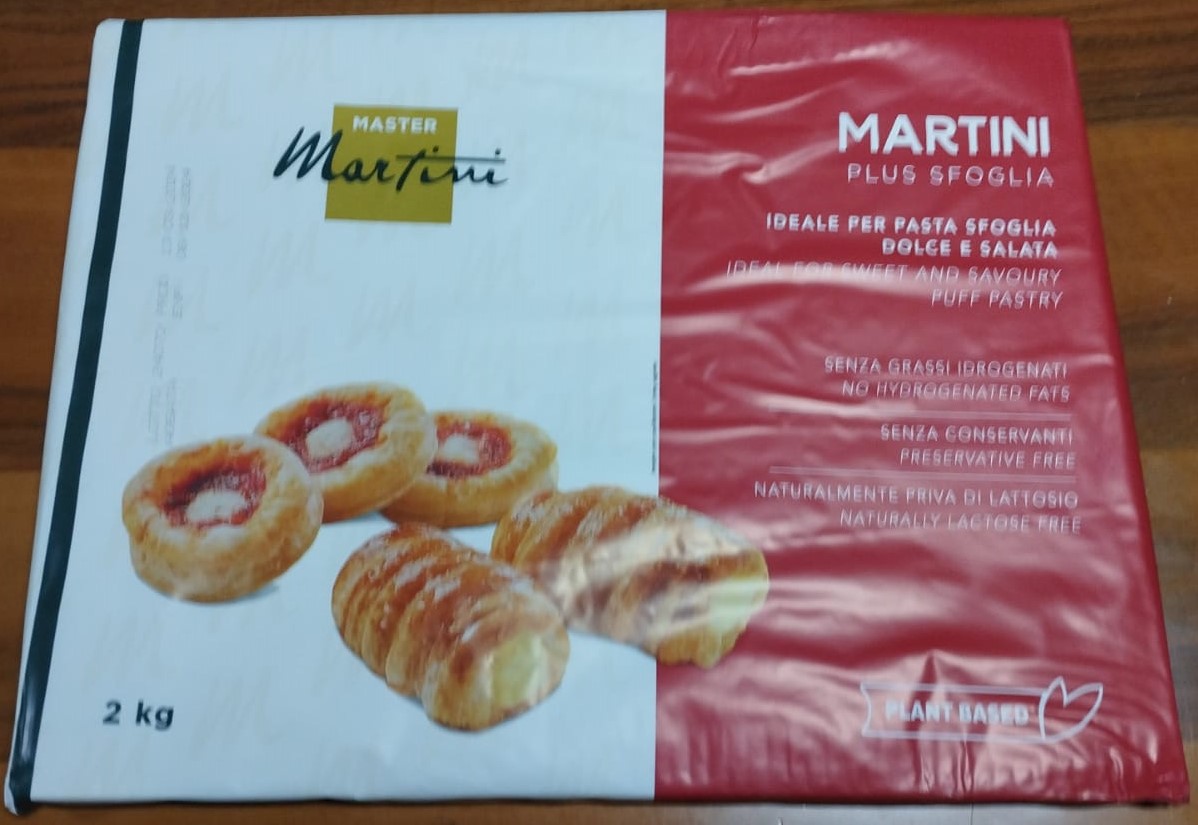 MASTER
Martini
MARTINI
PLUS SFOGLIA
IDEALE PER PASTA SFOGLIA
DOLCE E SALATA
IDEAL FOR SWEET AND SAVOURY
PUFF PASTRY
SENZA GRASSI IDROGENATI
NO HYDROGENATED FATS
SENZA CONSERVANTI
PRESERVATIVE FREE
NATURALMENTE PRIVA DI LATTOSIO
NATURALLY LACTOSE FREE
PLANT BASED
2 kg